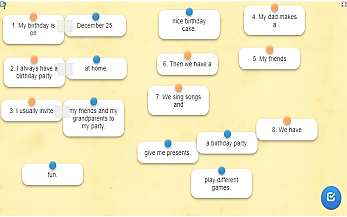 1. My birthday is
on
December 25.
nice birthday
cake.
4. My dad makes
a
2. I always have a
birthday party
at home.
6. Then we have a
5. My friends
3. I usually invite
my friends and my
grandparents to
my party.
7. We sing songs
and
8. We have
a birthday party.
give me presents.
fun.
play different
games.